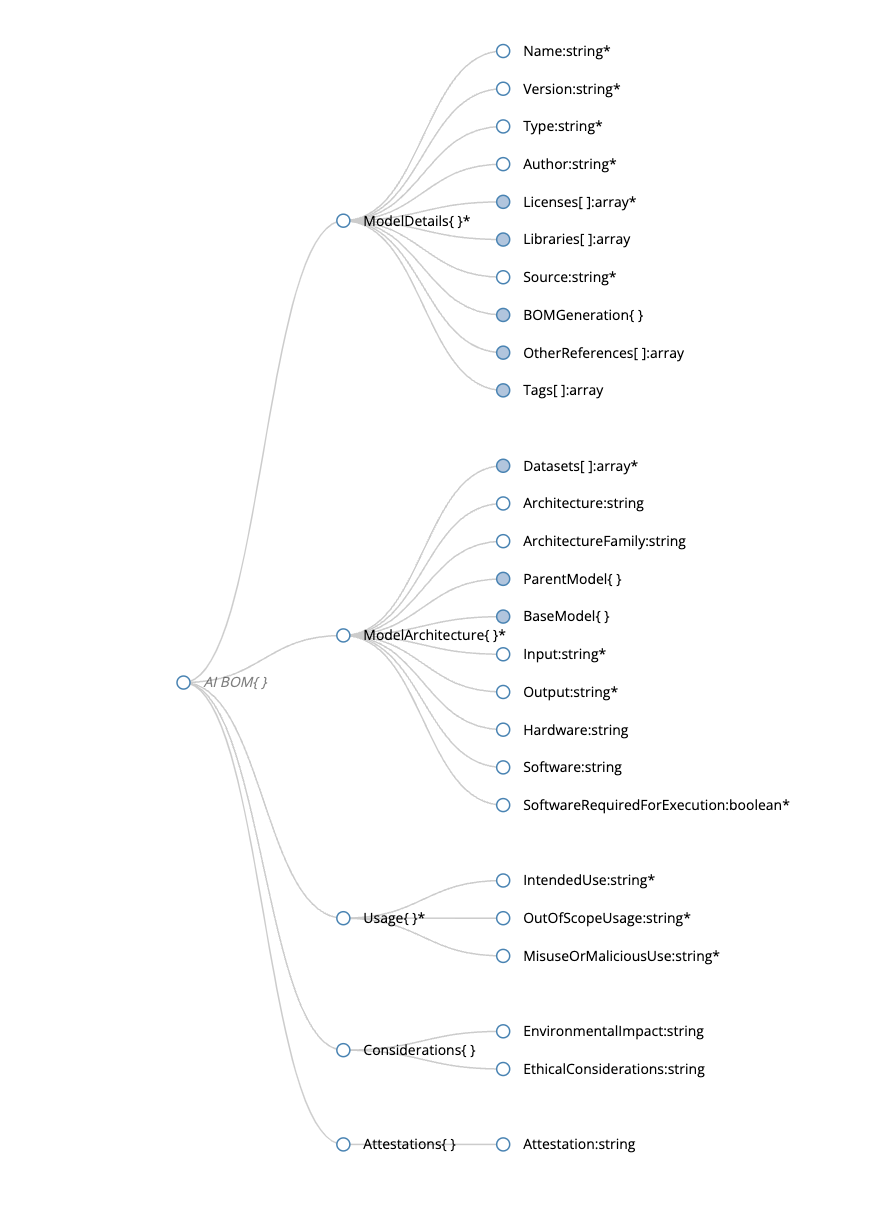 Name:string*
Version:string*
Type:string*
Author:string*
Licenses[ ]:array*
ModelDetails{ }*
Libraries[ ]:array
Source:string*
BOMGeneration{ }
OtherReferences[ ]:array
Tags[ ]:array
Datasets[ ]:array*
Architecture:string
ArchitectureFamily:string
ParentModel{ }
BaseModel{ }
ModelArchitecture{ }*
Input:string*
AI BOM{ }
Output:string*
Hardware:string
Software:string
SoftwareRequiredForExecution:boolean*
IntendedUse:string*
Usage{ }*
OutOfScopeUsage:string*
MisuseOrMaliciousUse:string*
EnvironmentalImpact:string
Considerations{ }
EthicalConsiderations:string
Attestations{ }
Attestation:string